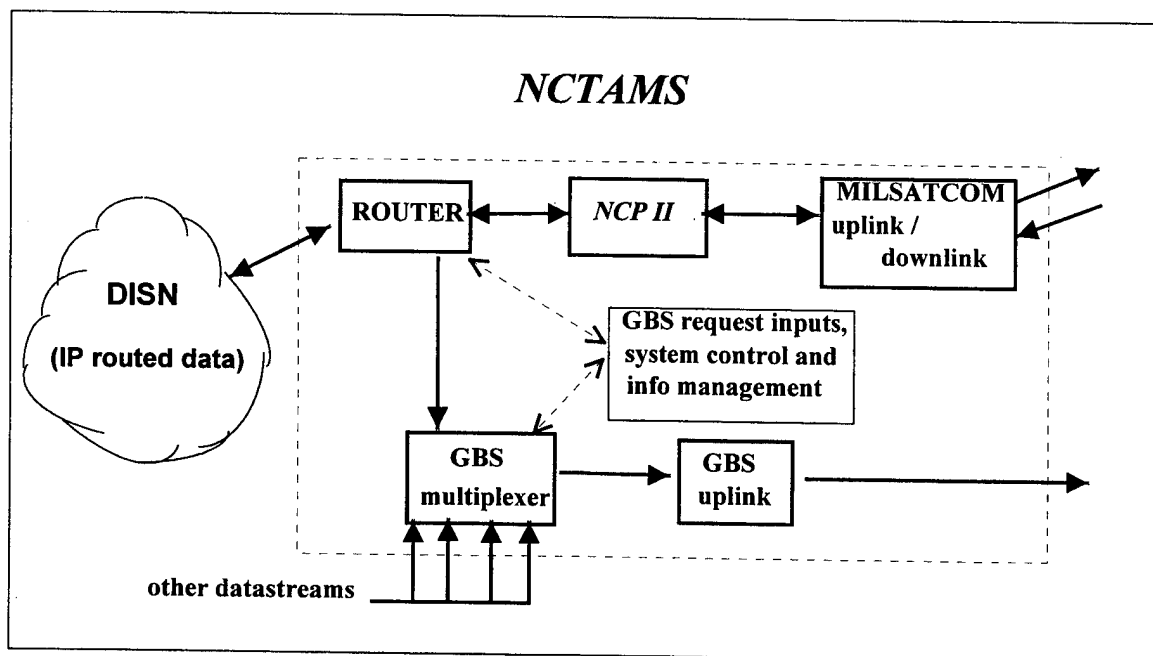 NCTAMS
ROUTER
NCP II
MILSATCOM
uplink /
downlink
DISN
(IP routed data)
GBS request inputs,
system control and
info management
GBS
multiplexer
GBS
uplink
other datastreams